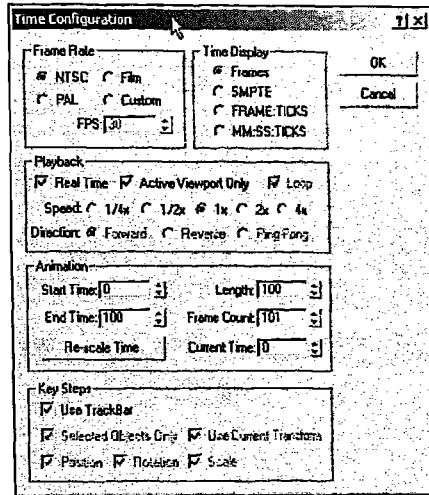 Time Configuration
Frame Rate
NTSC Film
PAL Custom
FPS: 30
Time Display
Frames
SMPTE
FRAME:TICKS
MM:SS:TICKS
OK
Cancel
Playback
Real Time Active Viewport Only Loop
Speed: 1/4x 1/2x 1x 2x 4x
Direction: Forward Reverse Ping-Pong
Animation
Start Time: 0 Length: 100
End Time: 100 Frame Count: 101
Re-scale Time Current Time: 0
Key Steps
Use TrackBar
Selected Objects Only Use Current Transform
Position Rotation Scale